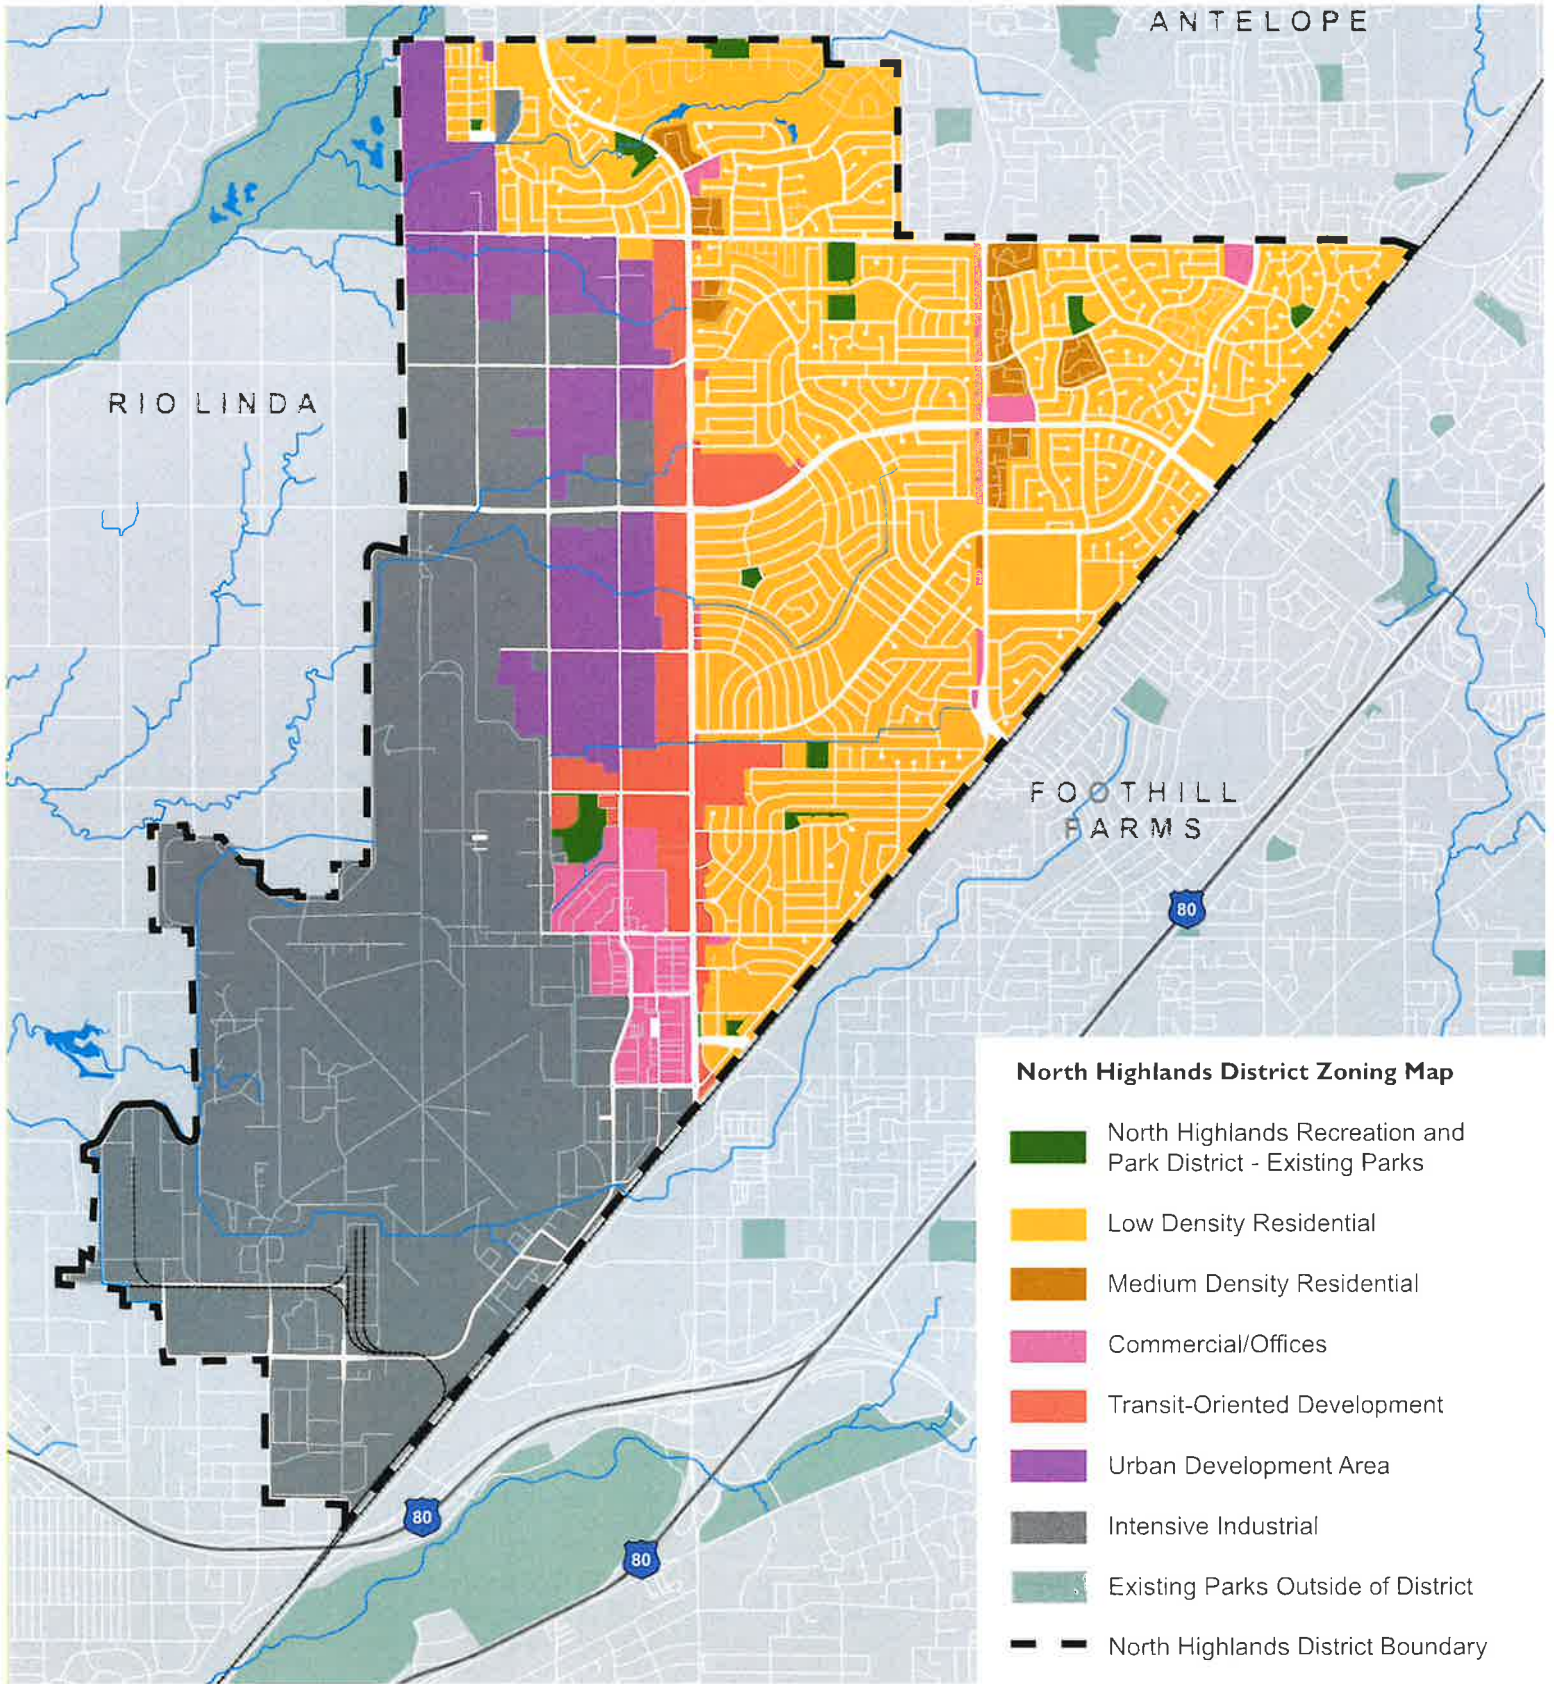 ANTELOPE
RIO LINDA
FOOTHILL
FARMS
80
80
80
North Highlands District Zoning Map
North Highlands Recreation and
Park District - Existing Parks
Low Density Residential
Medium Density Residential
Commercial/Offices
Transit-Oriented Development
Urban Development Area
Intensive Industrial
Existing Parks Outside of District
North Highlands District Boundary